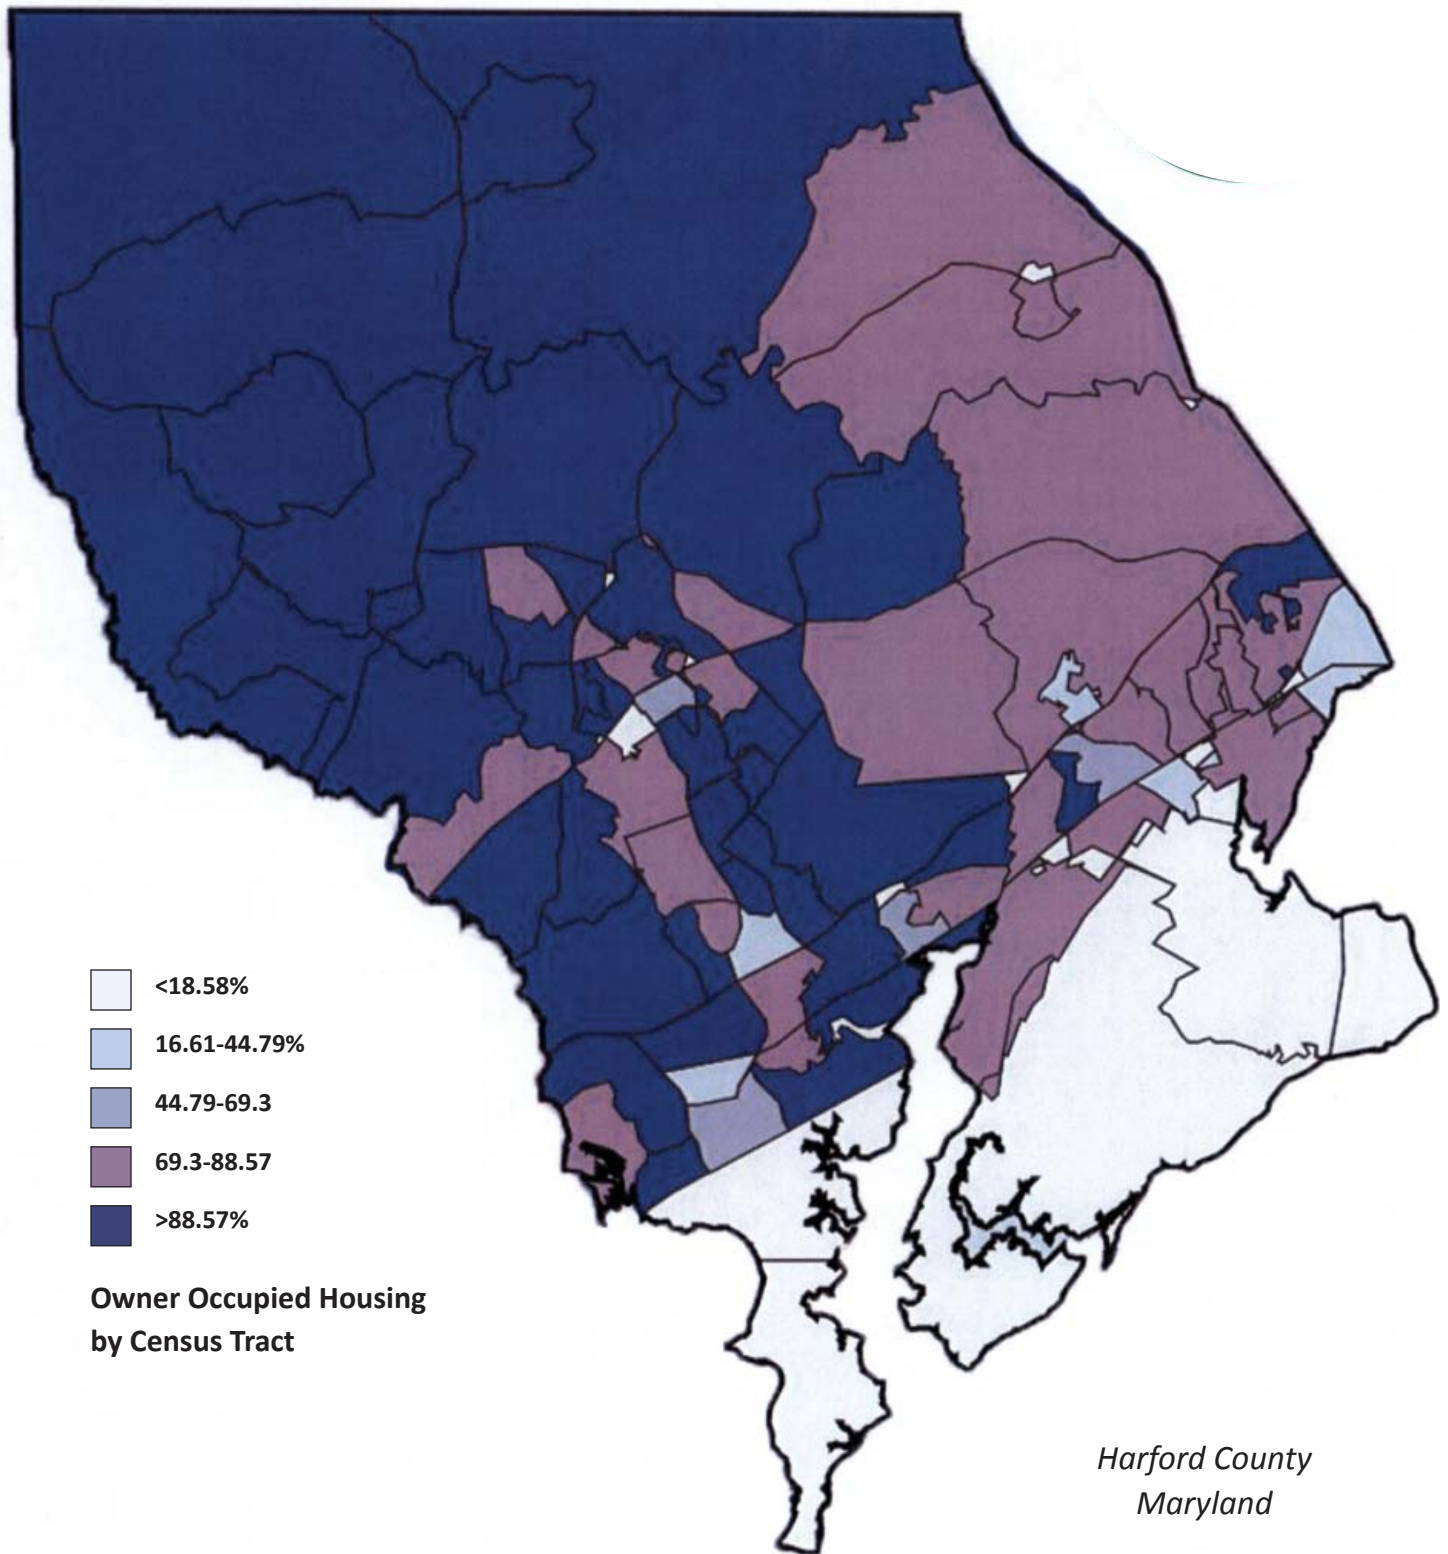 <18.58%
16.61-44.79%
44.79-69.3
69.3-88.57
>88.57%
Owner Occupied Housing
by Census Tract
Harford County
Maryland